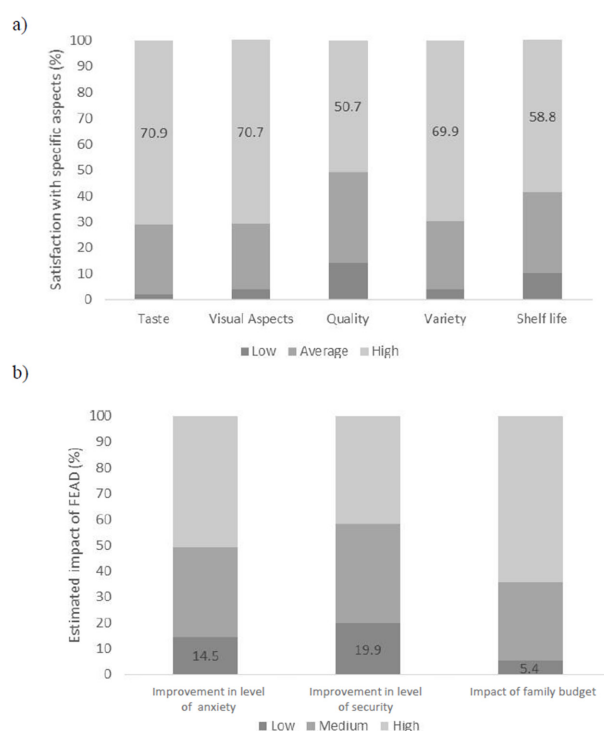 a)
Satisfaction with specific aspects (%)
100
90
80
70
60
50
40
30
20
10
0
70.9
70.7
50.7
69.9
58.8
Taste
Visual Aspects
Quality
Variety
Shelf life
Low Average High
b)
Estimated impact of FEAD (%)
100
90
80
70
60
50
40
30
20
10
0
14.5
19.9
5.4
Improvement in level
of anxiety
Improvement in level
of security
Impact of family budget
Low Medium High